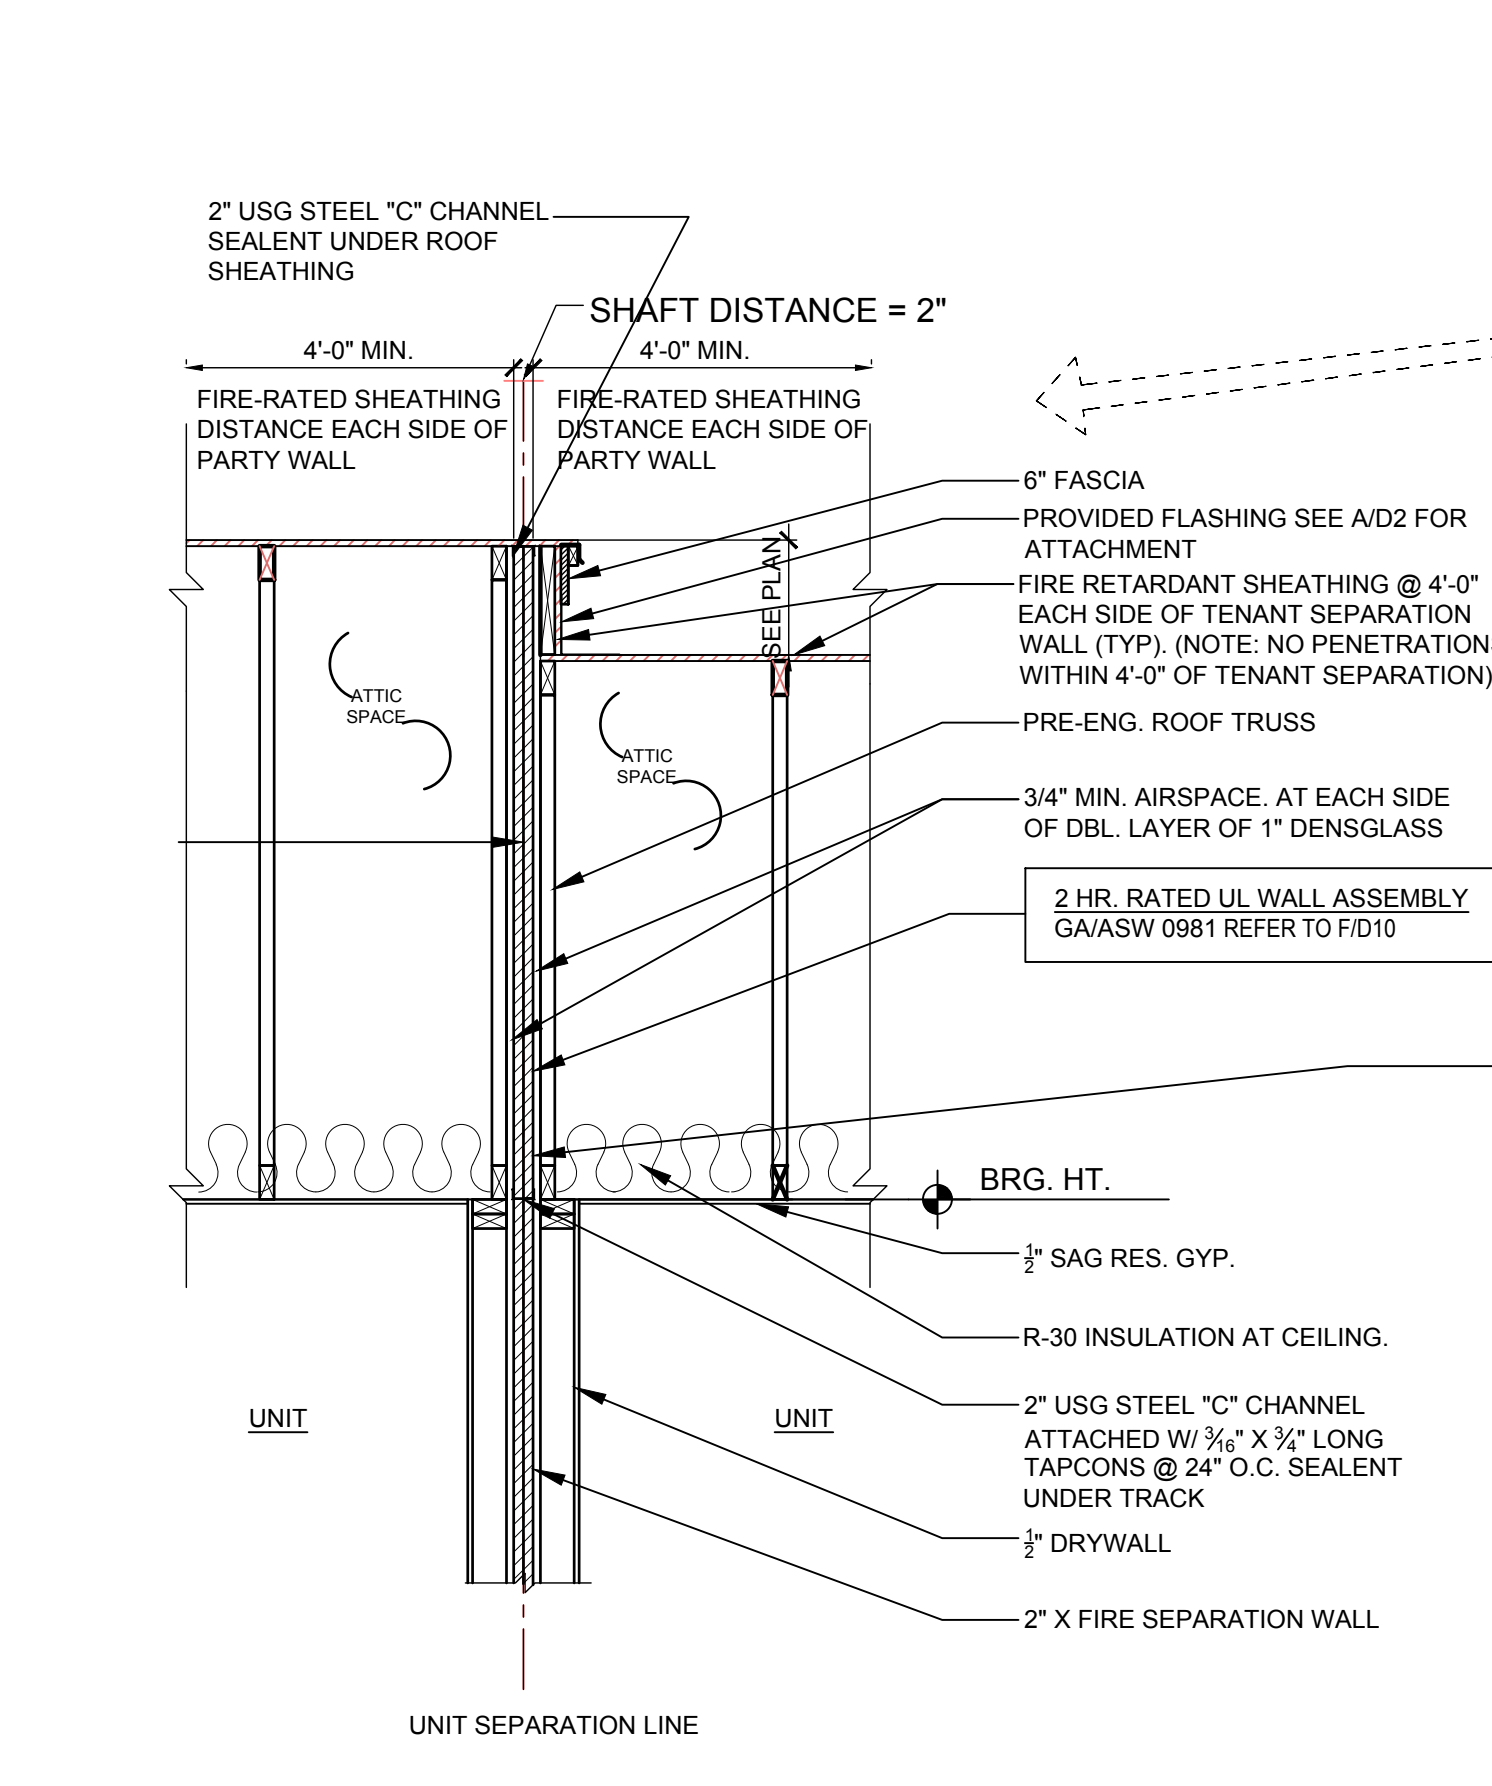 2" USG STEEL "C" CHANNEL
SEALENT UNDER ROOF
SHEATHING
SHAFT DISTANCE = 2"
4'-0" MIN.
4'-0" MIN.
FIRE-RATED SHEATHING
DISTANCE EACH SIDE OF
PARTY WALL
FIRE-RATED SHEATHING
DISTANCE EACH SIDE OF
PARTY WALL
6" FASCIA
PROVIDED FLASHING SEE A/D2 FOR
ATTACHMENT
SEE PLAN
FIRE RETARDANT SHEATHING @ 4'-0"
EACH SIDE OF TENANT SEPARATION
WALL (TYP). (NOTE: NO PENETRATION
WITHIN 4'-0" OF TENANT SEPARATION)
ATTIC
SPACE
ATTIC
SPACE
PRE-ENG. ROOF TRUSS
3/4" MIN. AIRSPACE. AT EACH SIDE
OF DBL. LAYER OF 1" DENSGLASS
2 HR. RATED UL WALL ASSEMBLY
GA/ASW 0981 REFER TO F/D10
BRG. HT.
1/2" SAG RES. GYP.
R-30 INSULATION AT CEILING.
UNIT
UNIT
2" USG STEEL "C" CHANNEL
ATTACHED W/ 3/16" X 3/4" LONG
TAPCONS @ 24" O.C. SEALENT
UNDER TRACK
1/2" DRYWALL
2" X FIRE SEPARATION WALL
UNIT SEPARATION LINE